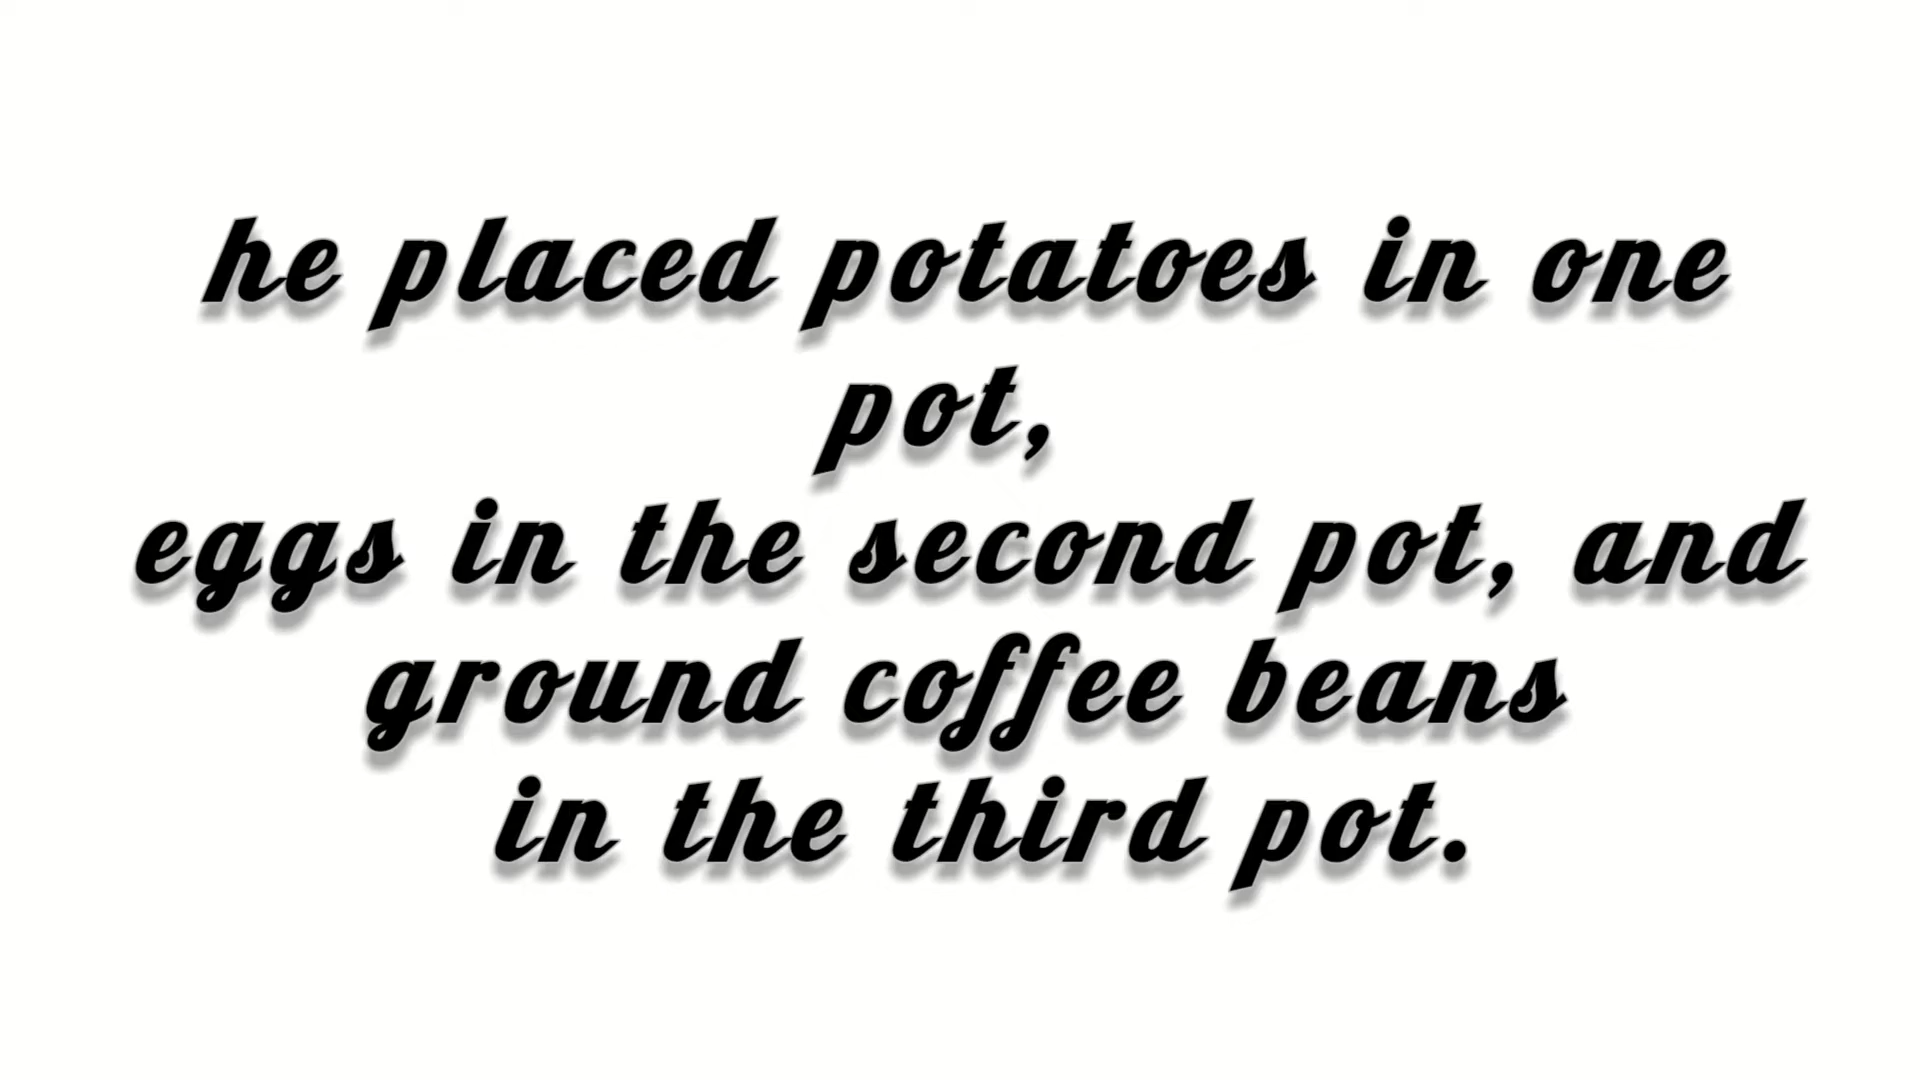 he placed potatoes in one
pot,
eggs in the second pot, and
ground coffee beans
in the third pot.